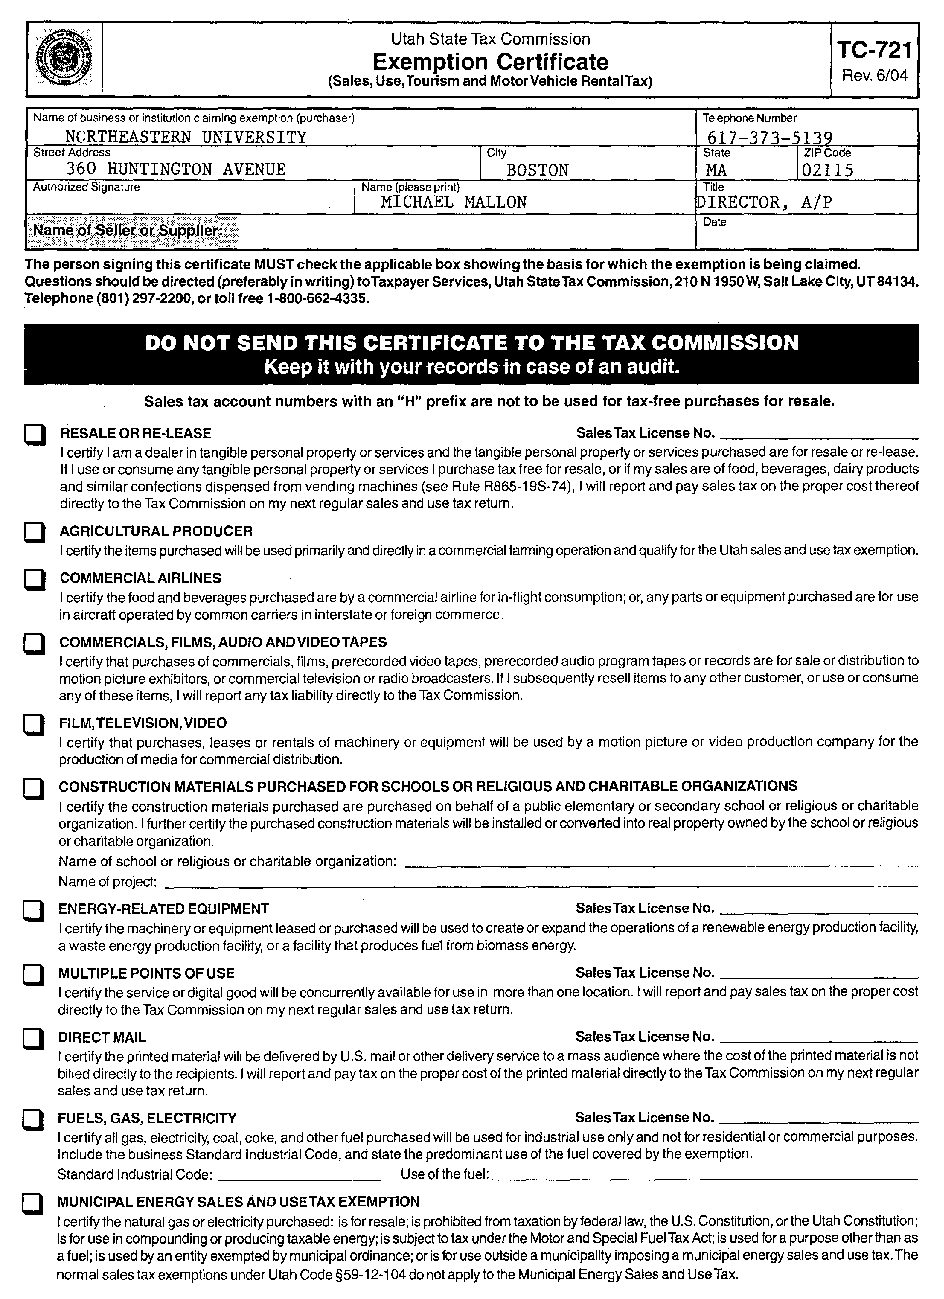 Utah State Tax Commission
Exemption Certificate
(Sales, Use, Tourism and Motor Vehicle Rental Tax)
TC-721
Rev. 6/04
Name of business or institution claiming exemption (purchaser)
Telephone Number
NORTHEASTERN UNIVERSITY
617-373-5139
Street Address
City
State
ZIP Code
360 HUNTINGTON AVENUE
BOSTON
MA
02115
Authorized Signature
Name (please print)
Title
MICHAEL MALLON
DIRECTOR, A/P
Name of Seller or Supplier:
Date
The person signing this certificate MUST check the applicable box showing the basis for which the exemption is being claimed.
Questions should be directed (preferably in writing) to Taxpayer Services, Utah State Tax Commission, 210 N 1950 W, Salt Lake City, UT 84134.
Telephone (801) 297-2200, or toll free 1-800-662-4335.
DO NOT SEND THIS CERTIFICATE TO THE TAX COMMISSION
Keep it with your records in case of an audit.
Sales tax account numbers with an "H" prefix are not to be used for tax-free purchases for resale.
RESALE OR RE-LEASE Sales Tax License No.
I certify I am a dealer in tangible personal property or services and the tangible personal property or services purchased are for resale or re-lease.
If I use or consume any tangible personal property or services I purchase tax free for resale, or if my sales are of food, beverages, dairy products
and similar confections dispensed from vending machines (see Rule R865-19S-74), I will report and pay sales tax on the proper cost thereof
directly to the Tax Commission on my next regular sales and use tax return.
AGRICULTURAL PRODUCER
I certify the items purchased will be used primarily and directly in a commercial farming operation and qualify for the Utah sales and use tax exemption.
COMMERCIAL AIRLINES
I certify the food and beverages purchased are by a commercial airline for in-flight consumption; or, any parts or equipment purchased are for use
in aircraft operated by common carriers in interstate or foreign commerce.
COMMERCIALS, FILMS, AUDIO AND VIDEO TAPES
I certify that purchases of commercials, films, prerecorded video tapes, prerecorded audio program tapes or records are for sale or distribution to
motion picture exhibitors, or commercial television or radio broadcasters. If I subsequently resell items to any other customer, or use or consume
any of these items, I will report any tax liability directly to the Tax Commission.
FILM, TELEVISION, VIDEO
I certify that purchases, leases or rentals of machinery or equipment will be used by a motion picture or video production company for the
production of media for commercial distribution.
CONSTRUCTION MATERIALS PURCHASED FOR SCHOOLS OR RELIGIOUS AND CHARITABLE ORGANIZATIONS
I certify the construction materials purchased are purchased on behalf of a public elementary or secondary school or religious or charitable
organization. I further certify the purchased construction materials will be installed or converted into real property owned by the school or religious
or charitable organization.
Name of school or religious or charitable organization:
Name of project:
ENERGY-RELATED EQUIPMENT Sales Tax License No.
I certify the machinery or equipment leased or purchased will be used to create or expand the operations of a renewable energy production facility,
a waste energy production facility, or a facility that produces fuel from biomass energy.
MULTIPLE POINTS OF USE Sales Tax License No.
I certify the service or digital good will be concurrently available for use in more than one location. I will report and pay sales tax on the proper cost
directly to the Tax Commission on my next regular sales and use tax return.
DIRECT MAIL Sales Tax License No.
I certify the printed material will be delivered by U.S. mail or other delivery service to a mass audience where the cost of the printed material is not
billed directly to the recipients. I will report and pay tax on the proper cost of the printed material directly to the Tax Commission on my next regular
sales and use tax return.
FUELS, GAS, ELECTRICITY Sales Tax License No.
I certify all gas, electricity, coal, coke, and other fuel purchased will be used for industrial use only and not for residential or commercial purposes.
Include the business Standard Industrial Code, and state the predominant use of the fuel covered by the exemption.
Standard Industrial Code: Use of the fuel:
MUNICIPAL ENERGY SALES AND USE TAX EXEMPTION
I certify the natural gas or electricity purchased: is for resale; is prohibited from taxation by federal law, the U.S. Constitution, or the Utah Constitution;
is for use in compounding or producing taxable energy; is subject to tax under the Motor and Special Fuel Tax Act; is used for a purpose other than as
a fuel; is used by an entity exempted by municipal ordinance; or is for use outside a municipality imposing a municipal energy sales and use tax. The
normal sales tax exemptions under Utah Code §59-12-104 do not apply to the Municipal Energy Sales and Use Tax.